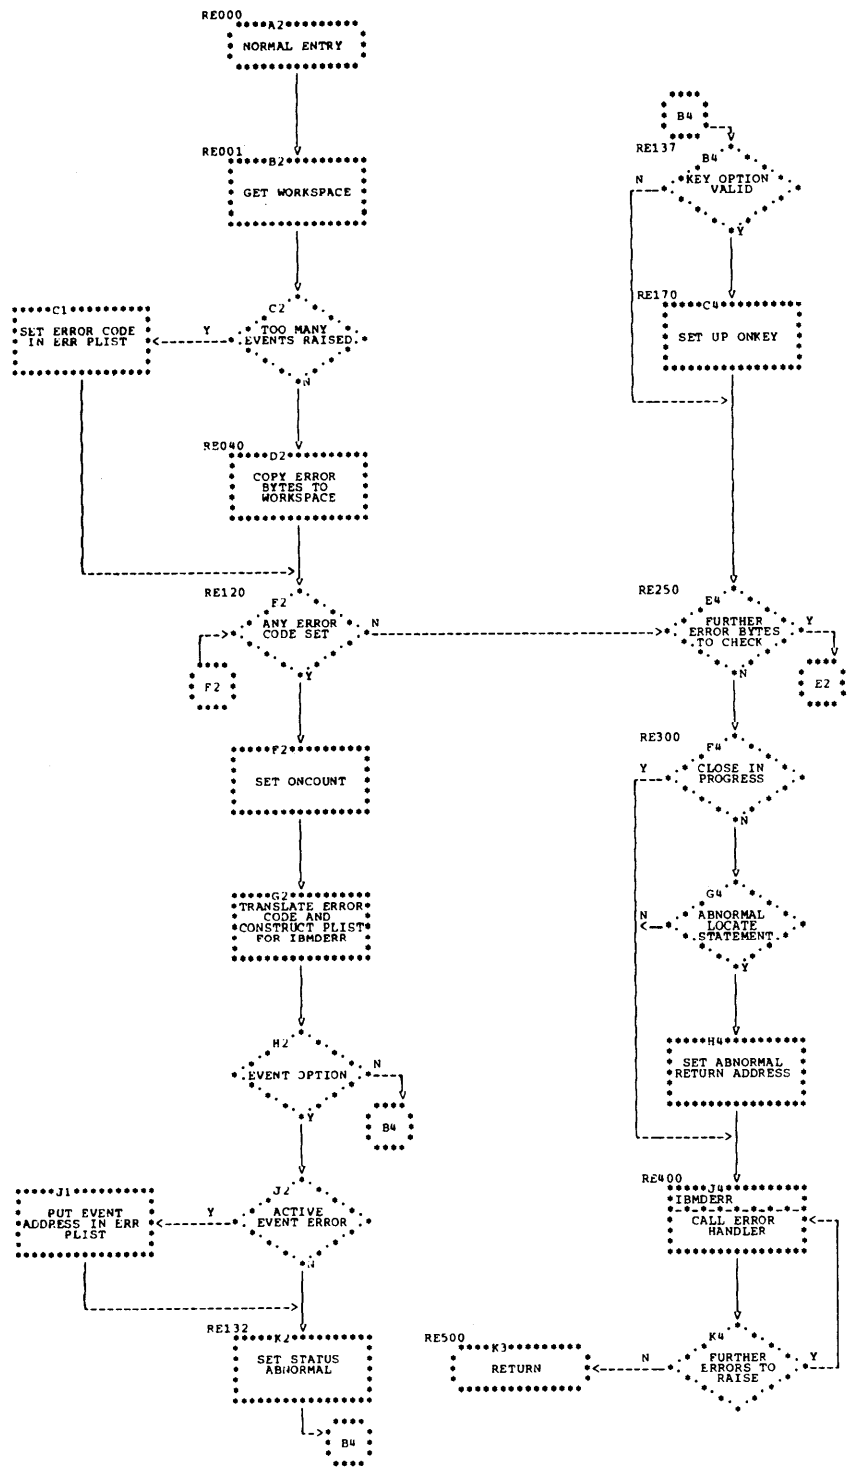 RE000
A2
NORMAL ENTRY
RE001
B2
GET WORKSPACE
C1
SET ERROR CODE
IN ERR PLIST
Y
C2
TOO MANY
EVENTS RAISED
N
RE040
D2
COPY ERROR
BYTES TO
WORKSPACE
RE120
E2
ANY ERROR
CODE SET
N
Y
F2
F2
SET ONCOUNT
G2
TRANSLATE ERROR
CODE AND
CONSTRUCT PLIST
FOR IBMDERR
H2
EVENT OPTION
N
Y
B4
J1
PUT EVENT
ADDRESS IN ERR
PLIST
Y
J2
ACTIVE
EVENT ERROR
N
RE132
K2
SET STATUS
ABNORMAL
B4
B4
RE137
B4
KEY OPTION
VALID
N
Y
RE170
C4
SET UP ONKEY
RE250
E4
FURTHER
ERROR BYTES
TO CHECK
Y
N
E2
RE300
F4
CLOSE IN
PROGRESS
Y
N
G4
ABNORMAL
LOCATE
STATEMENT
N
Y
H4
SET ABNORMAL
RETURN ADDRESS
RE400
J4
IBMDERR
CALL ERROR
HANDLER
K4
FURTHER
ERRORS TO
RAISE
Y
N
RE500
K3
RETURN